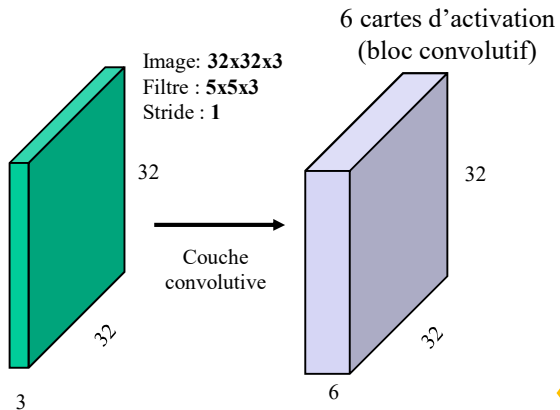 6 cartes d’activation
(bloc convolutif)
Image: 32x32x3
Filtre : 5x5x3
Stride : 1
32
32
Couche
convolutive
32
32
3
6